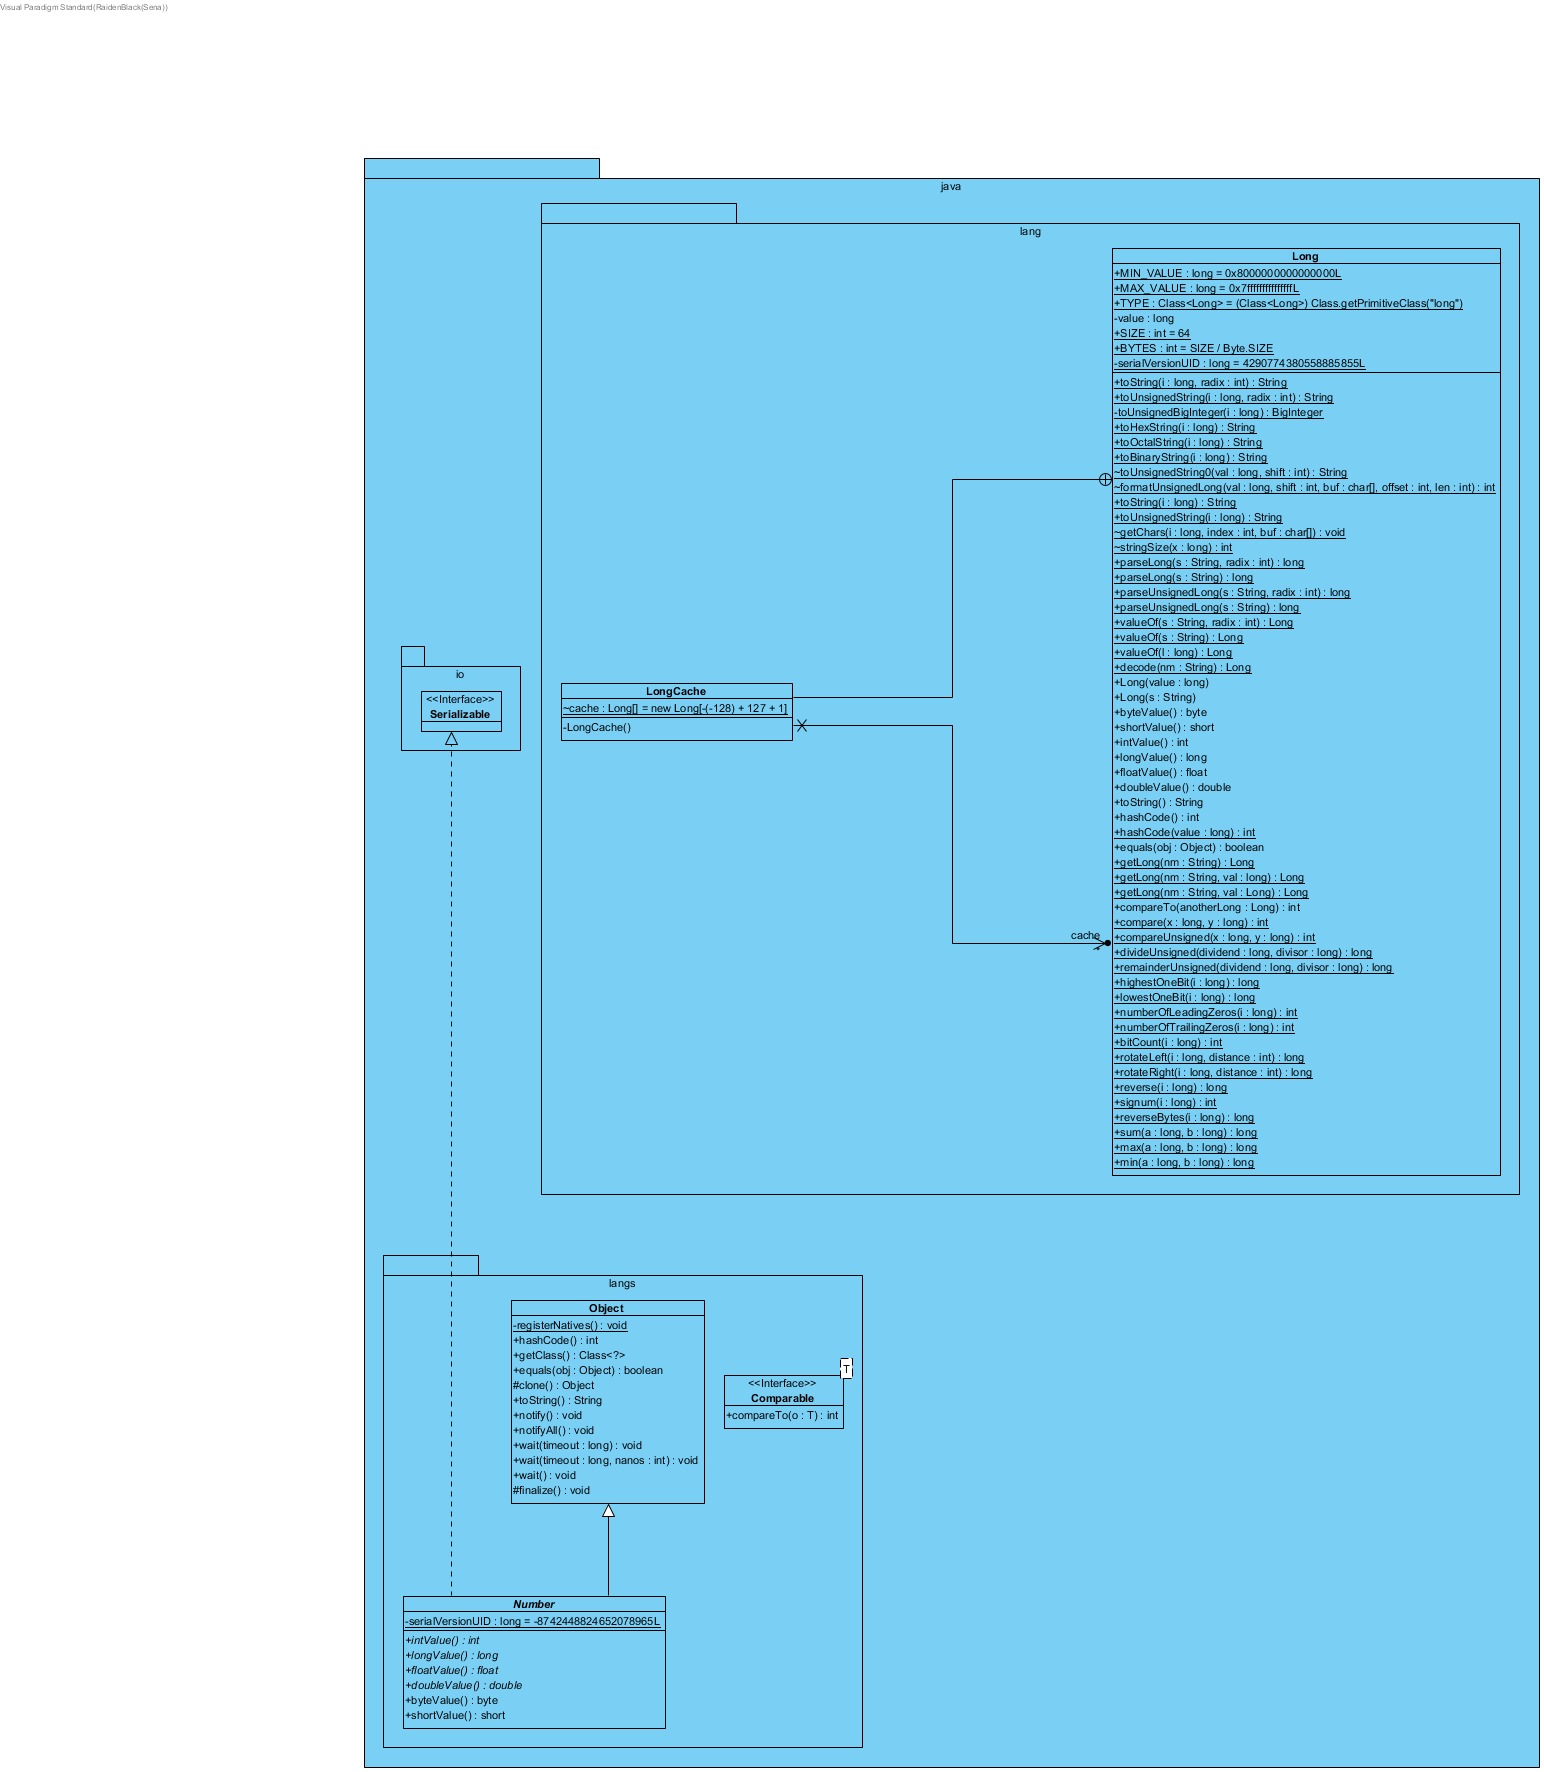 Visual Paradigm Standard(RaidenBlack(Sena))
java
lang
Long
+MIN_VALUE : long = 0x8000000000000000L
+MAX_VALUE : long = 0x7fffffffffffffffL
+TYPE : Class<Long> = (Class<Long>) Class.getPrimitiveClass("long")
-value : long
+SIZE : int = 64
+BYTES : int = SIZE / Byte.SIZE
-serialVersionUID : long = 4290774380558885855L
+toString(i : long, radix : int) : String
+toUnsignedString(i : long, radix : int) : String
-toUnsignedBigInteger(i : long) : BigInteger
+toHexString(i : long) : String
+toOctalString(i : long) : String
+toBinaryString(i : long) : String
~toUnsignedString0(val : long, shift : int) : String
~formatUnsignedLong(val : long, shift : int, buf : char[], offset : int, len : int) : int
+toString(i : long) : String
+toUnsignedString(i : long) : String
~getChars(i : long, index : int, buf : char[]) : void
~stringSize(x : long) : int
+parseLong(s : String, radix : int) : long
+parseLong(s : String) : long
+parseUnsignedLong(s : String, radix : int) : long
+parseUnsignedLong(s : String) : long
+valueOf(s : String, radix : int) : Long
+valueOf(s : String) : Long
+valueOf(l : long) : Long
+decode(nm : String) : Long
+Long(value : long)
+Long(s : String)
+byteValue() : byte
+shortValue() : short
+intValue() : int
+longValue() : long
+floatValue() : float
+doubleValue() : double
+toString() : String
+hashCode() : int
+hashCode(value : long) : int
+equals(obj : Object) : boolean
+getLong(nm : String) : Long
+getLong(nm : String, val : long) : Long
+getLong(nm : String, val : Long) : Long
+compareTo(anotherLong : Long) : int
+compare(x : long, y : long) : int
+compareUnsigned(x : long, y : long) : int
+divideUnsigned(dividend : long, divisor : long) : long
+remainderUnsigned(dividend : long, divisor : long) : long
+highestOneBit(i : long) : long
+lowestOneBit(i : long) : long
+numberOfLeadingZeros(i : long) : int
+numberOfTrailingZeros(i : long) : int
+bitCount(i : long) : int
+rotateLeft(i : long, distance : int) : long
+rotateRight(i : long, distance : int) : long
+reverse(i : long) : long
+signum(i : long) : int
+reverseBytes(i : long) : long
+sum(a : long, b : long) : long
+max(a : long, b : long) : long
+min(a : long, b : long) : long
LongCache
~cache : Long[] = new Long[-(-128) + 127 + 1]
-LongCache()
cache
*
io
<<Interface>>
Serializable
langs
Object
-registerNatives() : void
+hashCode() : int
+getClass() : Class<?>
+equals(obj : Object) : boolean
#clone() : Object
+toString() : String
+notify() : void
+notifyAll() : void
+wait(timeout : long) : void
+wait(timeout : long, nanos : int) : void
+wait() : void
#finalize() : void
T
<<Interface>>
Comparable
+compareTo(o : T) : int
Number
-serialVersionUID : long = -8742448824652078965L
+intValue() : int
+longValue() : long
+floatValue() : float
+doubleValue() : double
+byteValue() : byte
+shortValue() : short